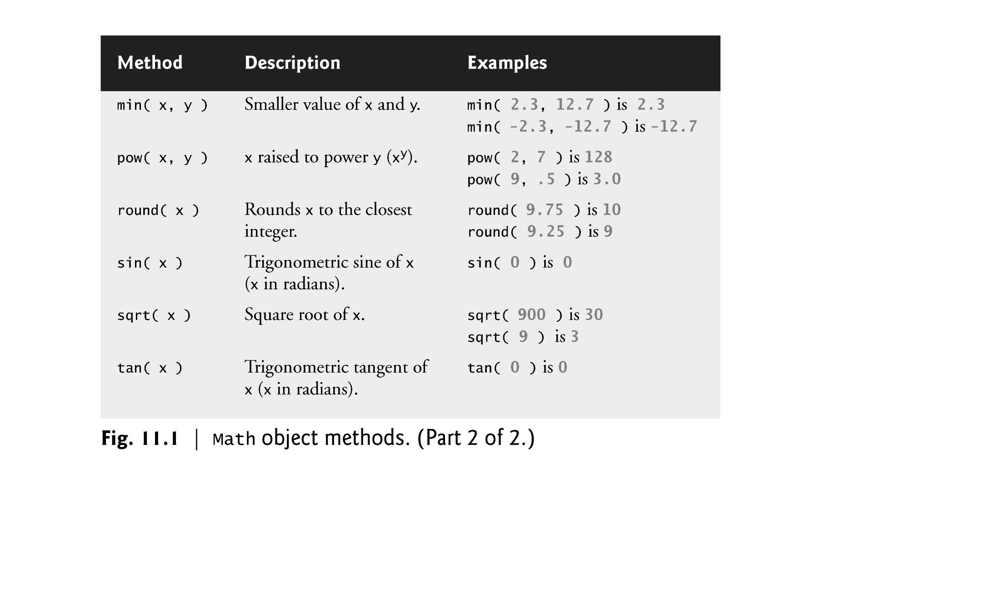 Method Description Examples
min( x, y ) Smaller value of x and y. min( 2.3, 12.7 ) is 2.3
min( -2.3, -12.7 ) is -12.7
pow( x, y ) x raised to power y (xʸ). pow( 2, 7 ) is 128
pow( 9, .5 ) is 3.0
round( x ) Rounds x to the closest round( 9.75 ) is 10
integer. round( 9.25 ) is 9
sin( x ) Trigonometric sine of x sin( 0 ) is 0
(x in radians).
sqrt( x ) Square root of x. sqrt( 900 ) is 30
sqrt( 9 ) is 3
tan( x ) Trigonometric tangent of tan( 0 ) is 0
x (x in radians).
Fig. 11.1 | Math object methods. (Part 2 of 2.)